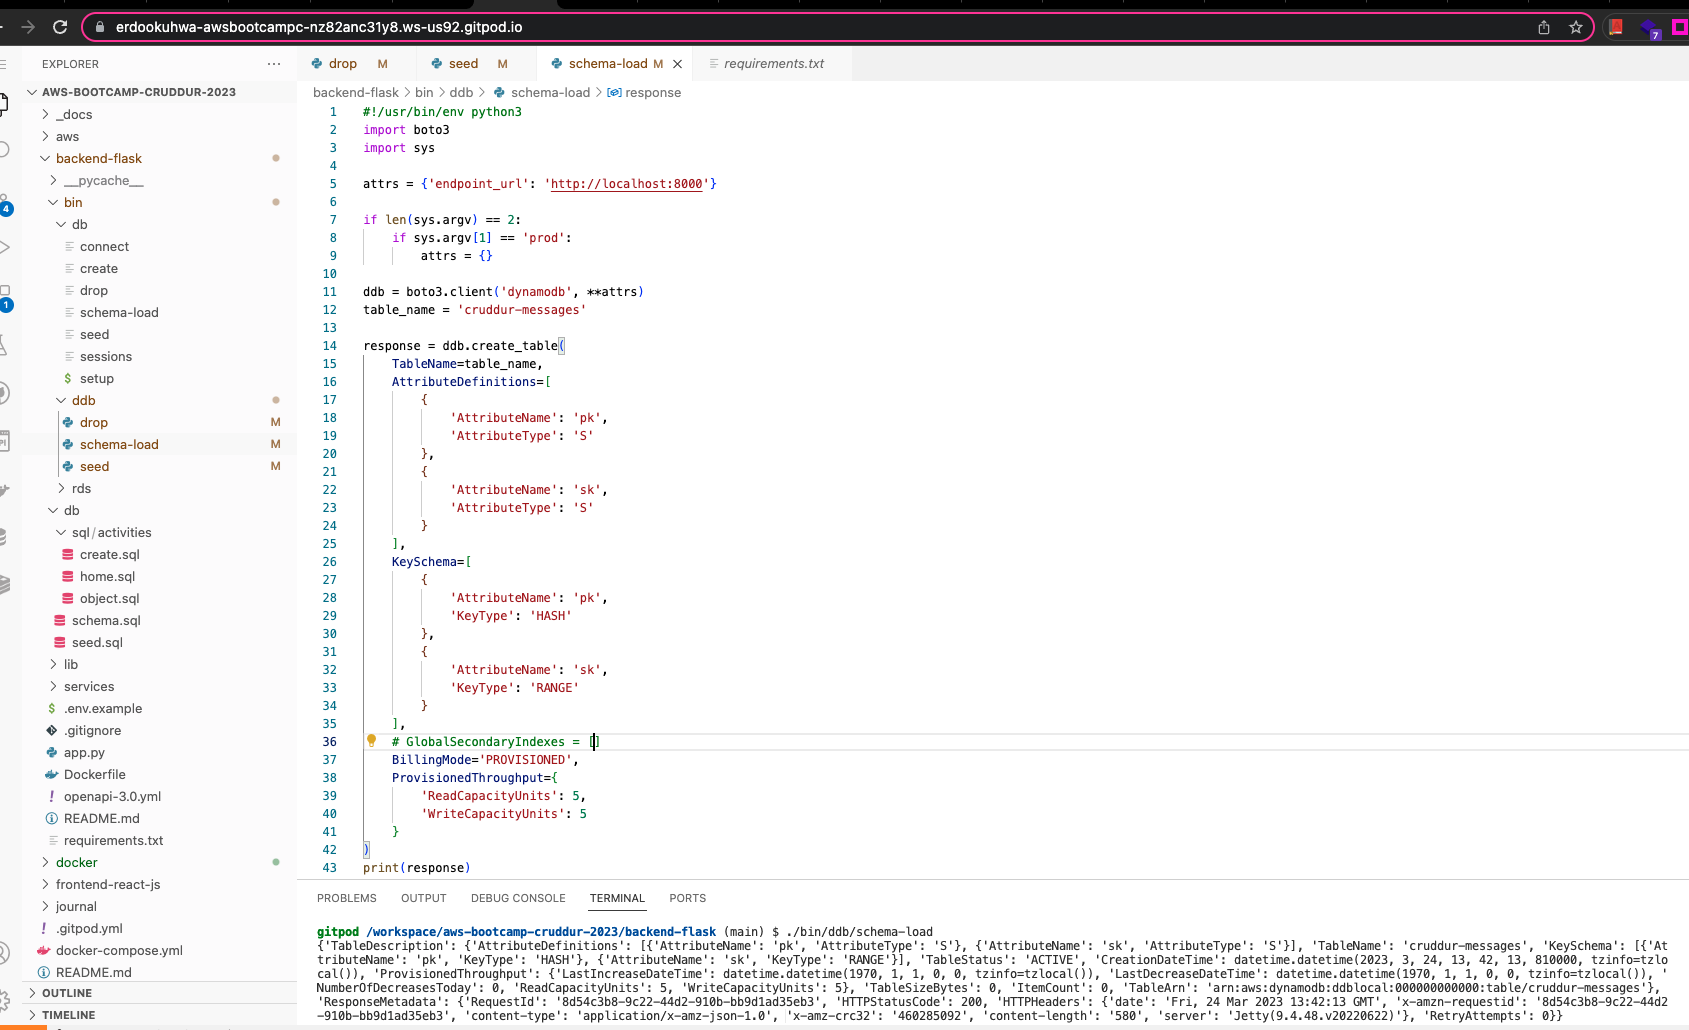 erdookuhwa-awsbootcampc-nz82anc31y8.ws-us92.gitpod.io
7
EXPLORER
···
drop M
seed M
schema-load M
requirements.txt
AWS-BOOTCAMP-CRUDDUR-2023
_docs
aws
backend-flask
__pycache__
bin
db
connect
create
drop
schema-load
seed
sessions
$ setup
ddb
drop M
schema-load M
seed M
rds
db
sql/activities
create.sql
home.sql
object.sql
schema.sql
seed.sql
lib
services
$ .env.example
.gitignore
app.py
Dockerfile
! openapi-3.0.yml
README.md
requirements.txt
docker
frontend-react-js
journal
! .gitpod.yml
docker-compose.yml
README.md
OUTLINE
TIMELINE
4
1
backend-flask > bin > ddb > schema-load > response
1 #!/usr/bin/env python3
2 import boto3
3 import sys
4
5 attrs = {'endpoint_url': 'http://localhost:8000'}
6
7 if len(sys.argv) == 2:
8 if sys.argv[1] == 'prod':
9 attrs = {}
10
11 ddb = boto3.client('dynamodb', **attrs)
12 table_name = 'cruddur-messages'
13
14 response = ddb.create_table(
15 TableName=table_name,
16 AttributeDefinitions=[
17 {
18 'AttributeName': 'pk',
19 'AttributeType': 'S'
20 },
21 {
22 'AttributeName': 'sk',
23 'AttributeType': 'S'
24 }
25 ],
26 KeySchema=[
27 {
28 'AttributeName': 'pk',
29 'KeyType': 'HASH'
30 },
31 {
32 'AttributeName': 'sk',
33 'KeyType': 'RANGE'
34 }
35 ],
36 # GlobalSecondaryIndexes = []
37 BillingMode='PROVISIONED',
38 ProvisionedThroughput={
39 'ReadCapacityUnits': 5,
40 'WriteCapacityUnits': 5
41 }
42 )
43 print(response)
PROBLEMS OUTPUT DEBUG CONSOLE TERMINAL PORTS
gitpod /workspace/aws-bootcamp-cruddur-2023/backend-flask (main) $ ./bin/ddb/schema-load
{'TableDescription': {'AttributeDefinitions': [{'AttributeName': 'pk', 'AttributeType': 'S'}, {'AttributeName': 'sk', 'AttributeType': 'S'}], 'TableName': 'cruddur-messages', 'KeySchema': [{'At
tributeName': 'pk', 'KeyType': 'HASH'}, {'AttributeName': 'sk', 'KeyType': 'RANGE'}], 'TableStatus': 'ACTIVE', 'CreationDateTime': datetime.datetime(2023, 3, 24, 13, 42, 13, 810000, tzinfo=tzlo
cal()), 'ProvisionedThroughput': {'LastIncreaseDateTime': datetime.datetime(1970, 1, 1, 0, 0, tzinfo=tzlocal()), 'LastDecreaseDateTime': datetime.datetime(1970, 1, 1, 0, 0, tzinfo=tzlocal()), '
NumberOfDecreasesToday': 0, 'ReadCapacityUnits': 5, 'WriteCapacityUnits': 5}, 'TableSizeBytes': 0, 'ItemCount': 0, 'TableArn': 'arn:aws:dynamodb:ddblocal:000000000000:table/cruddur-messages'},
'ResponseMetadata': {'RequestId': '8d54c3b8-9c22-44d2-910b-bb9d1ad35eb3', 'HTTPStatusCode': 200, 'HTTPHeaders': {'date': 'Fri, 24 Mar 2023 13:42:13 GMT', 'x-amzn-requestid': '8d54c3b8-9c22-44d2
-910b-bb9d1ad35eb3', 'content-type': 'application/x-amz-json-1.0', 'x-amz-crc32': '460285092', 'content-length': '580', 'server': 'Jetty(9.4.48.v20220622)'}, 'RetryAttempts': 0}}